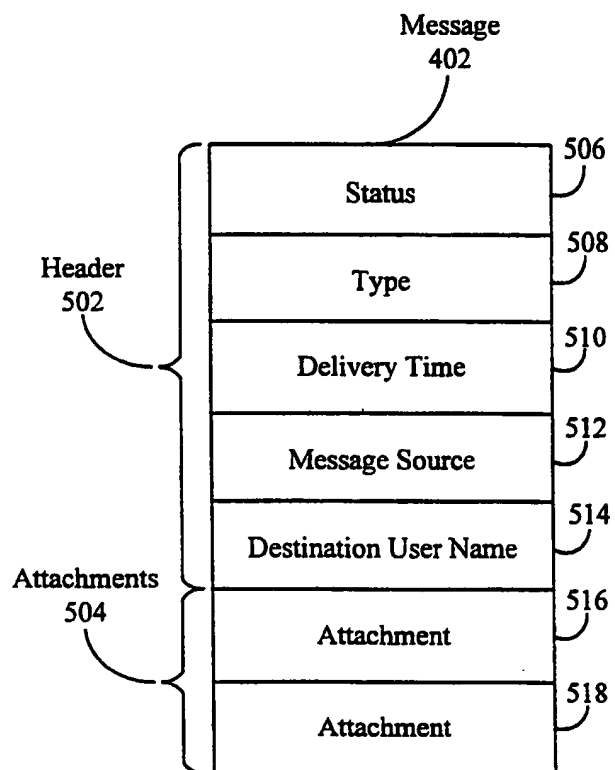 Message
402
506
Status
508
Type
Header
502
510
Delivery Time
512
Message Source
514
Destination User Name
Attachments
504
516
Attachment
518
Attachment